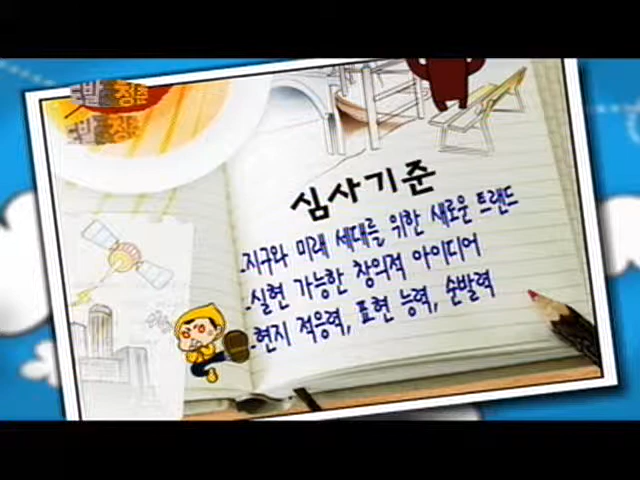 심사기준
.지구와 미래 세대를 위한 새로운 트랜드
.실현 가능한 창의적 아이디어
.현지 적응력, 표현 능력, 순발력